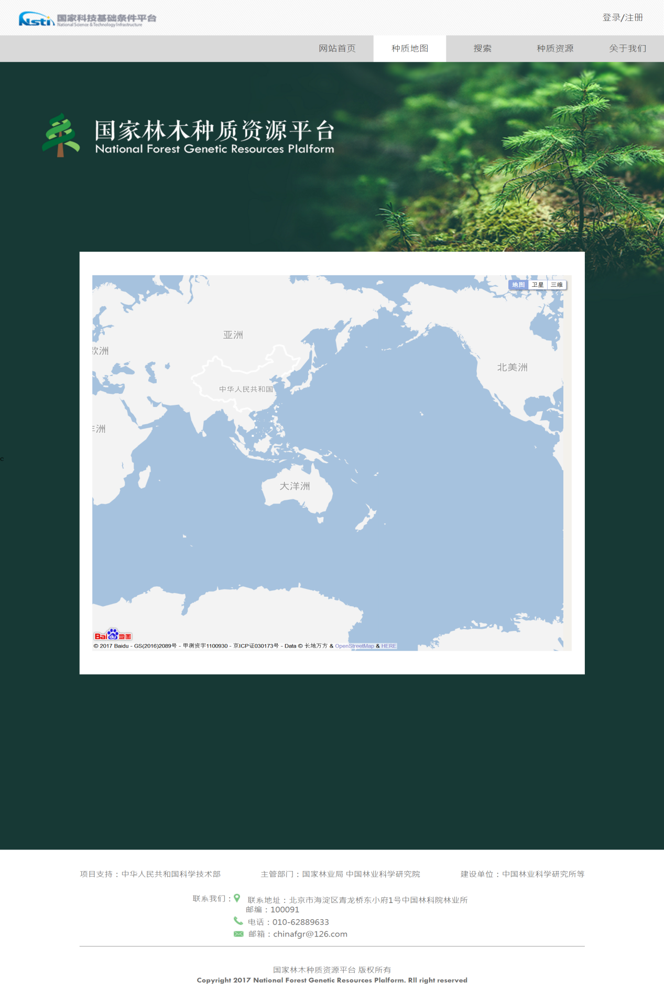 Nsti 国家科技基础条件平台
National Science & Technology Infrastructure
登录/注册
网站首页 种质地图 搜索 种质资源 关于我们
国家林木种质资源平台
National Forest Genetic Resources Plalform
地图 卫星 三维
亚洲
欧洲
北美洲
中华人民共和国
洲
c
大洋洲
Bai du 地图
© 2017 Baidu - GS(2016)2089号 - 甲测资字1100930 - 京ICP证030173号 - Data © 长地万方 & OpenStreetMap & HERE
项目支持：中华人民共和国科学技术部 主管部门：国家林业局 中国林业科学研究院 建设单位：中国林业科学研究所等
联系我们： 联系地址：北京市海淀区青龙桥东小府1号中国林科院林业所
邮编：100091
电话：010-62889633
邮箱：chinafgr@126.com
国家林木种质资源平台 版权所有
Copyright 2017 National Forest Genetic Resources Plalform. Rll right reserved